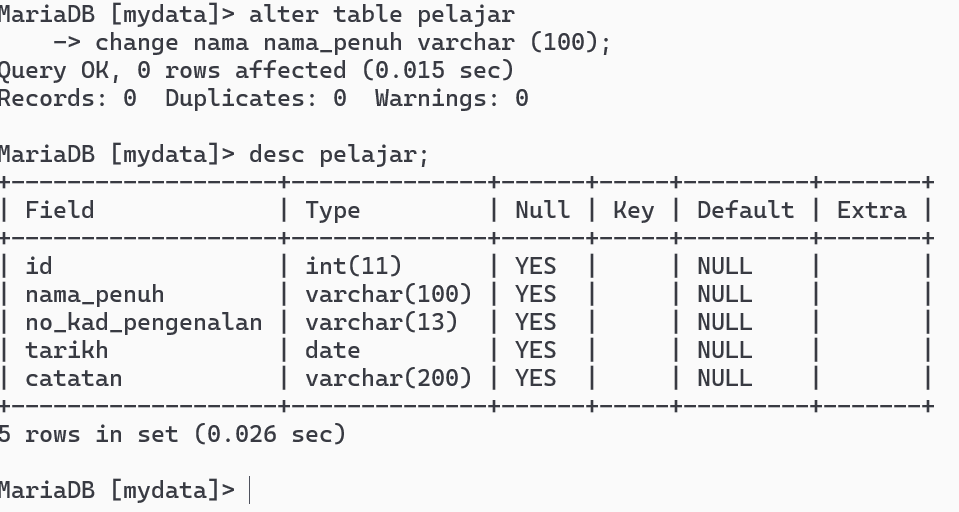 MariaDB [mydata]> alter table pelajar
    -> change nama nama_penuh varchar (100);
Query OK, 0 rows affected (0.015 sec)
Records: 0  Duplicates: 0  Warnings: 0

MariaDB [mydata]> desc pelajar;
+-------------------+--------------+------+-----+---------+-------+
| Field             | Type         | Null | Key | Default | Extra |
+-------------------+--------------+------+-----+---------+-------+
| id                | int(11)      | YES  |     | NULL    |       |
| nama_penuh        | varchar(100) | YES  |     | NULL    |       |
| no_kad_pengenalan | varchar(13)  | YES  |     | NULL    |       |
| tarikh            | date         | YES  |     | NULL    |       |
| catatan           | varchar(200) | YES  |     | NULL    |       |
+-------------------+--------------+------+-----+---------+-------+
5 rows in set (0.026 sec)

MariaDB [mydata]>